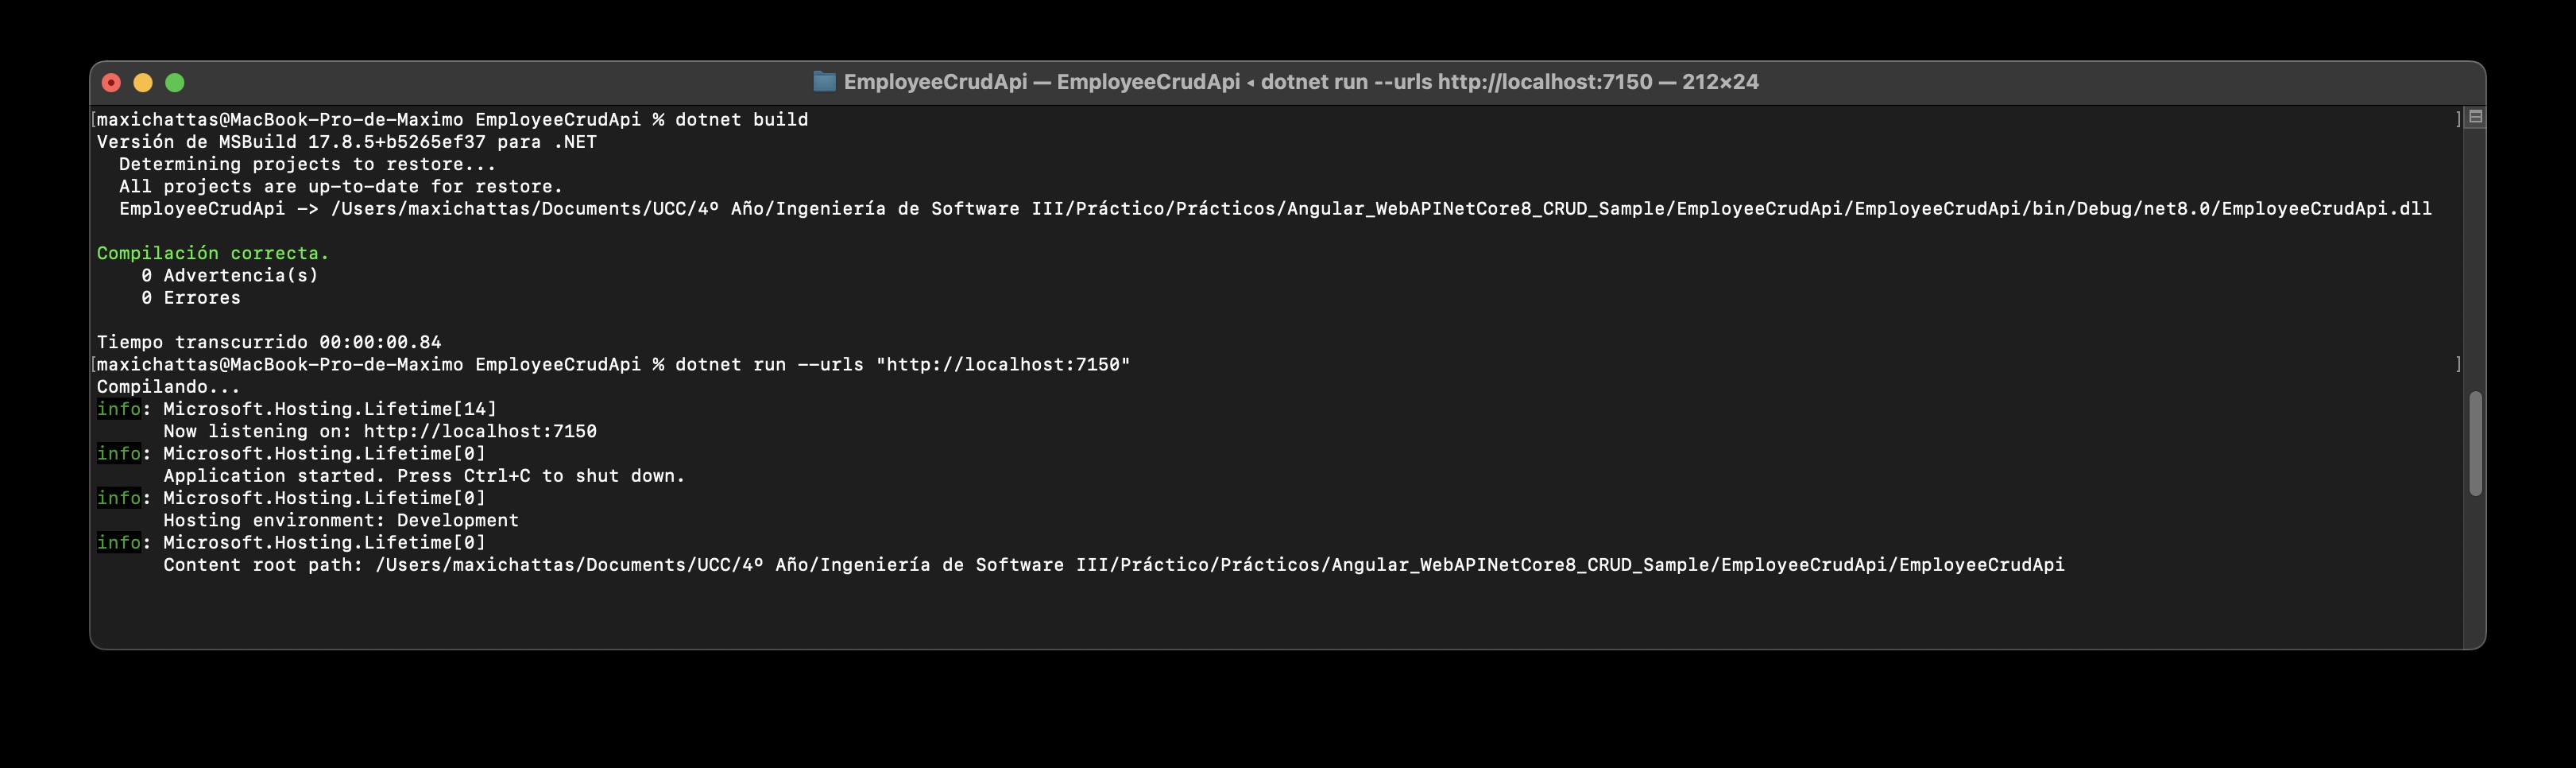 EmployeeCrudApi — EmployeeCrudApi ◂ dotnet run --urls http://localhost:7150 — 212×24
[maxichattas@MacBook-Pro-de-Maximo EmployeeCrudApi % dotnet build ]
Versión de MSBuild 17.8.5+b5265ef37 para .NET
  Determining projects to restore...
  All projects are up-to-date for restore.
  EmployeeCrudApi -> /Users/maxichattas/Documents/UCC/4º Año/Ingeniería de Software III/Práctico/Prácticos/Angular_WebAPINetCore8_CRUD_Sample/EmployeeCrudApi/EmployeeCrudApi/bin/Debug/net8.0/EmployeeCrudApi.dll
Compilación correcta.
    0 Advertencia(s)
    0 Errores
Tiempo transcurrido 00:00:00.84
[maxichattas@MacBook-Pro-de-Maximo EmployeeCrudApi % dotnet run --urls "http://localhost:7150" ]
Compilando...
info: Microsoft.Hosting.Lifetime[14]
      Now listening on: http://localhost:7150
info: Microsoft.Hosting.Lifetime[0]
      Application started. Press Ctrl+C to shut down.
info: Microsoft.Hosting.Lifetime[0]
      Hosting environment: Development
info: Microsoft.Hosting.Lifetime[0]
      Content root path: /Users/maxichattas/Documents/UCC/4º Año/Ingeniería de Software III/Práctico/Prácticos/Angular_WebAPINetCore8_CRUD_Sample/EmployeeCrudApi/EmployeeCrudApi